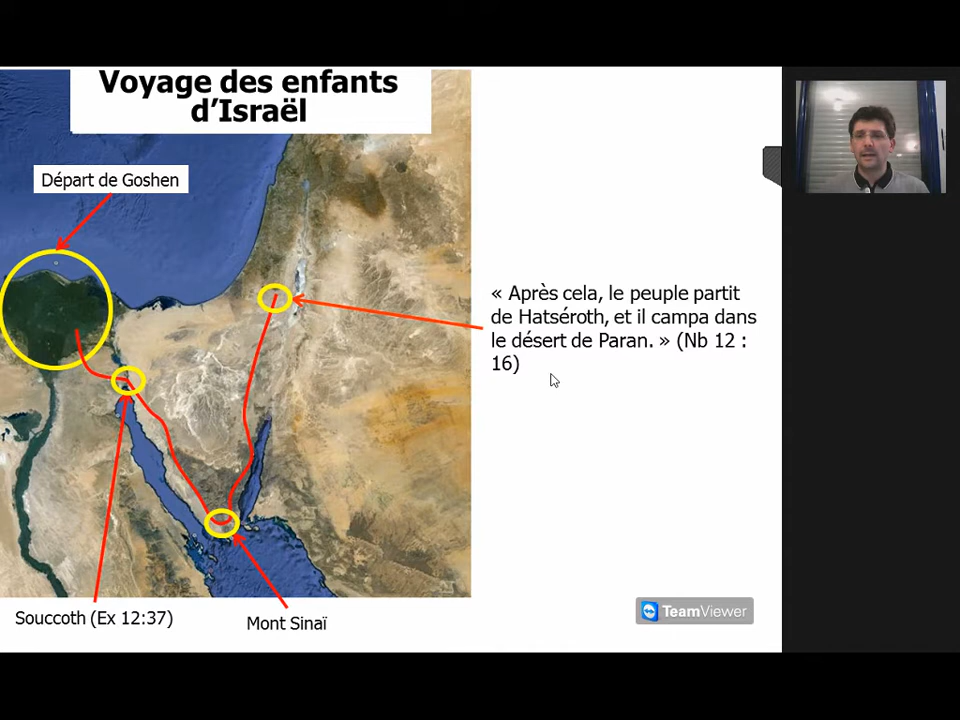 Voyage des enfants
d’Israël
Départ de Goshen
« Après cela, le peuple partit
de Hatséroth, et il campa dans
le désert de Paran. » (Nb 12 :
16)
Souccoth (Ex 12:37)
Mont Sinaï
TeamViewer